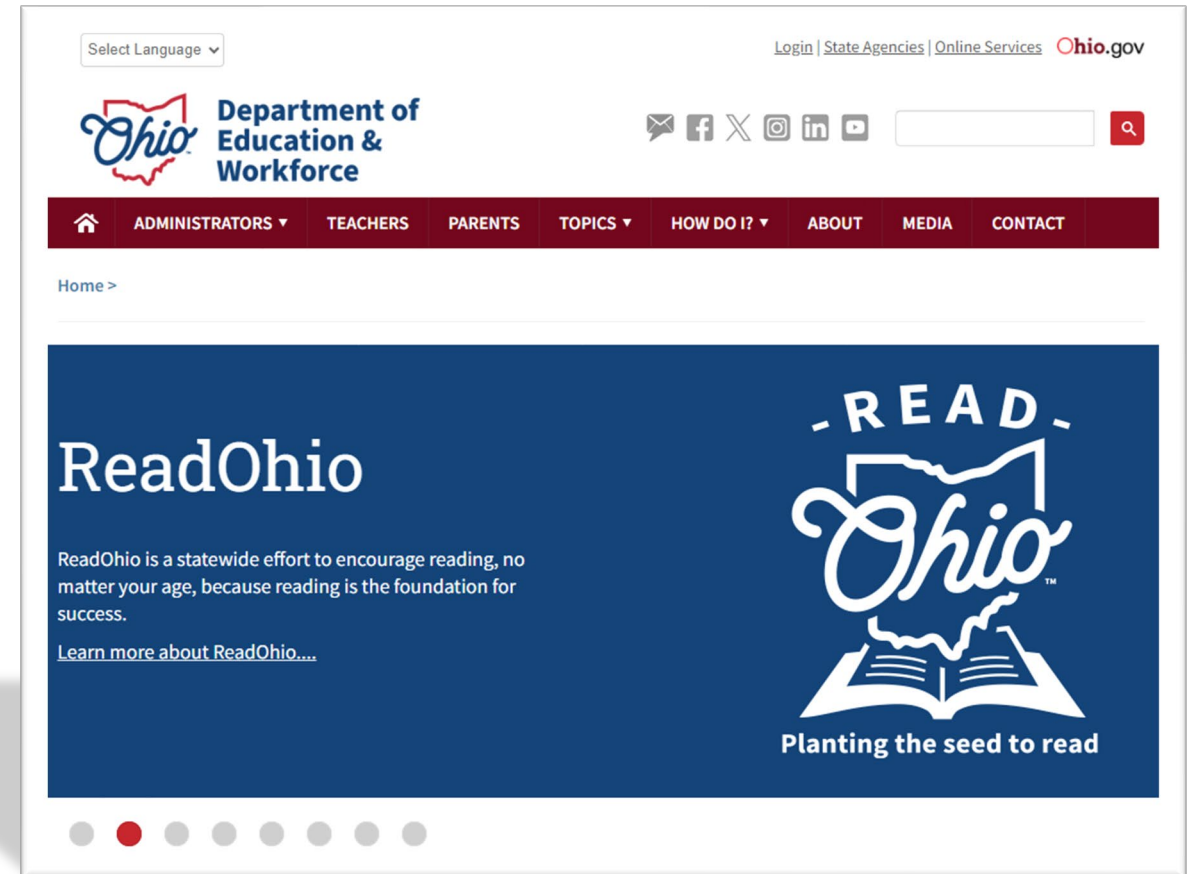 Select Language
Login | State Agencies | Online Services Ohio.gov
Ohio
Department of
Education &
Workforce
ADMINISTRATORS ▼ TEACHERS PARENTS TOPICS ▼ HOW DO I? ▼ ABOUT MEDIA CONTACT
Home >
ReadOhio
ReadOhio is a statewide effort to encourage reading, no
matter your age, because reading is the foundation for
success.
Learn more about ReadOhio....
-READ-
Ohio™
Planting the seed to read